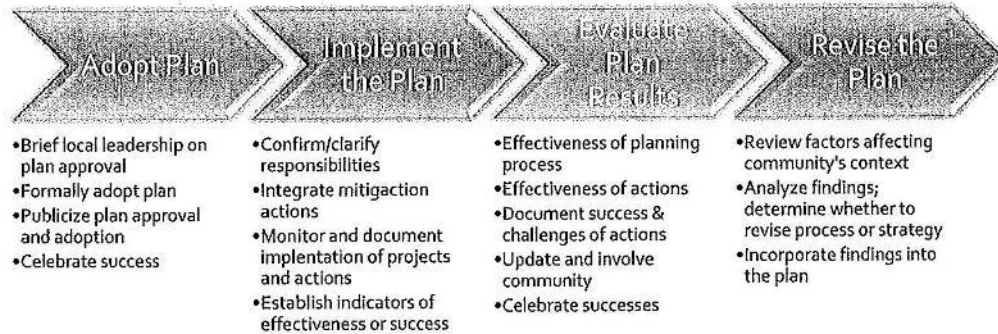 Adopt Plan
Implement
the Plan
Evaluate
Plan
Results
Revise the
Plan
•Brief local leadership on
plan approval
•Formally adopt plan
•Publicize plan approval
and adoption
•Celebrate success
•Confirm/clarify
responsibilities
•Integrate mitigaction
actions
•Monitor and document
implentation of projects
and actions
•Establish indicators of
effectiveness or success
•Effectiveness of planning
process
•Effectiveness of actions
•Document success &
challenges of actions
•Update and involve
community
•Celebrate successes
•Review factors affecting
community's context
•Analyze findings;
determine whether to
revise process or strategy
•Incorporate findings into
the plan